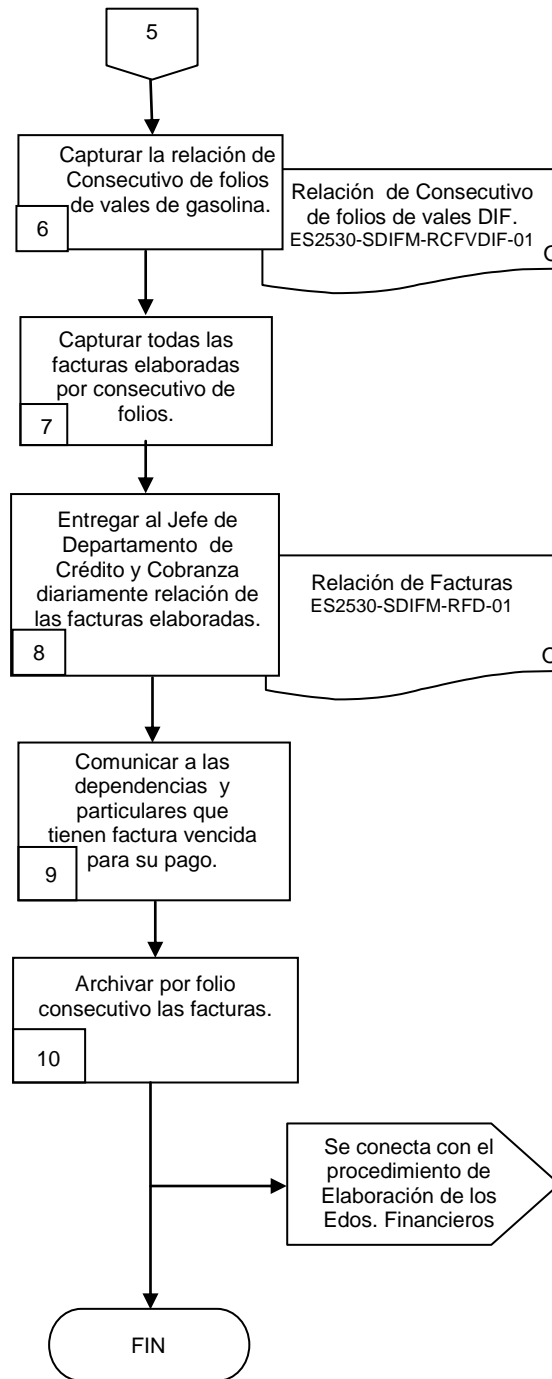 5
Capturar la relación de
Consecutivo de folios
de vales de gasolina.
6
Relación de Consecutivo
de folios de vales DIF.
ES2530-SDIFM-RCFVDIF-01
Capturar todas las
facturas elaboradas
por consecutivo de
folios.
7
Entregar al Jefe de
Departamento de
Crédito y Cobranza
diariamente relación de
las facturas elaboradas.
8
Relación de Facturas
ES2530-SDIFM-RFD-01
Comunicar a las
dependencias y
particulares que
tienen factura vencida
para su pago.
9
Archivar por folio
consecutivo las facturas.
10
Se conecta con el
procedimiento de
Elaboración de los
Edos. Financieros
FIN